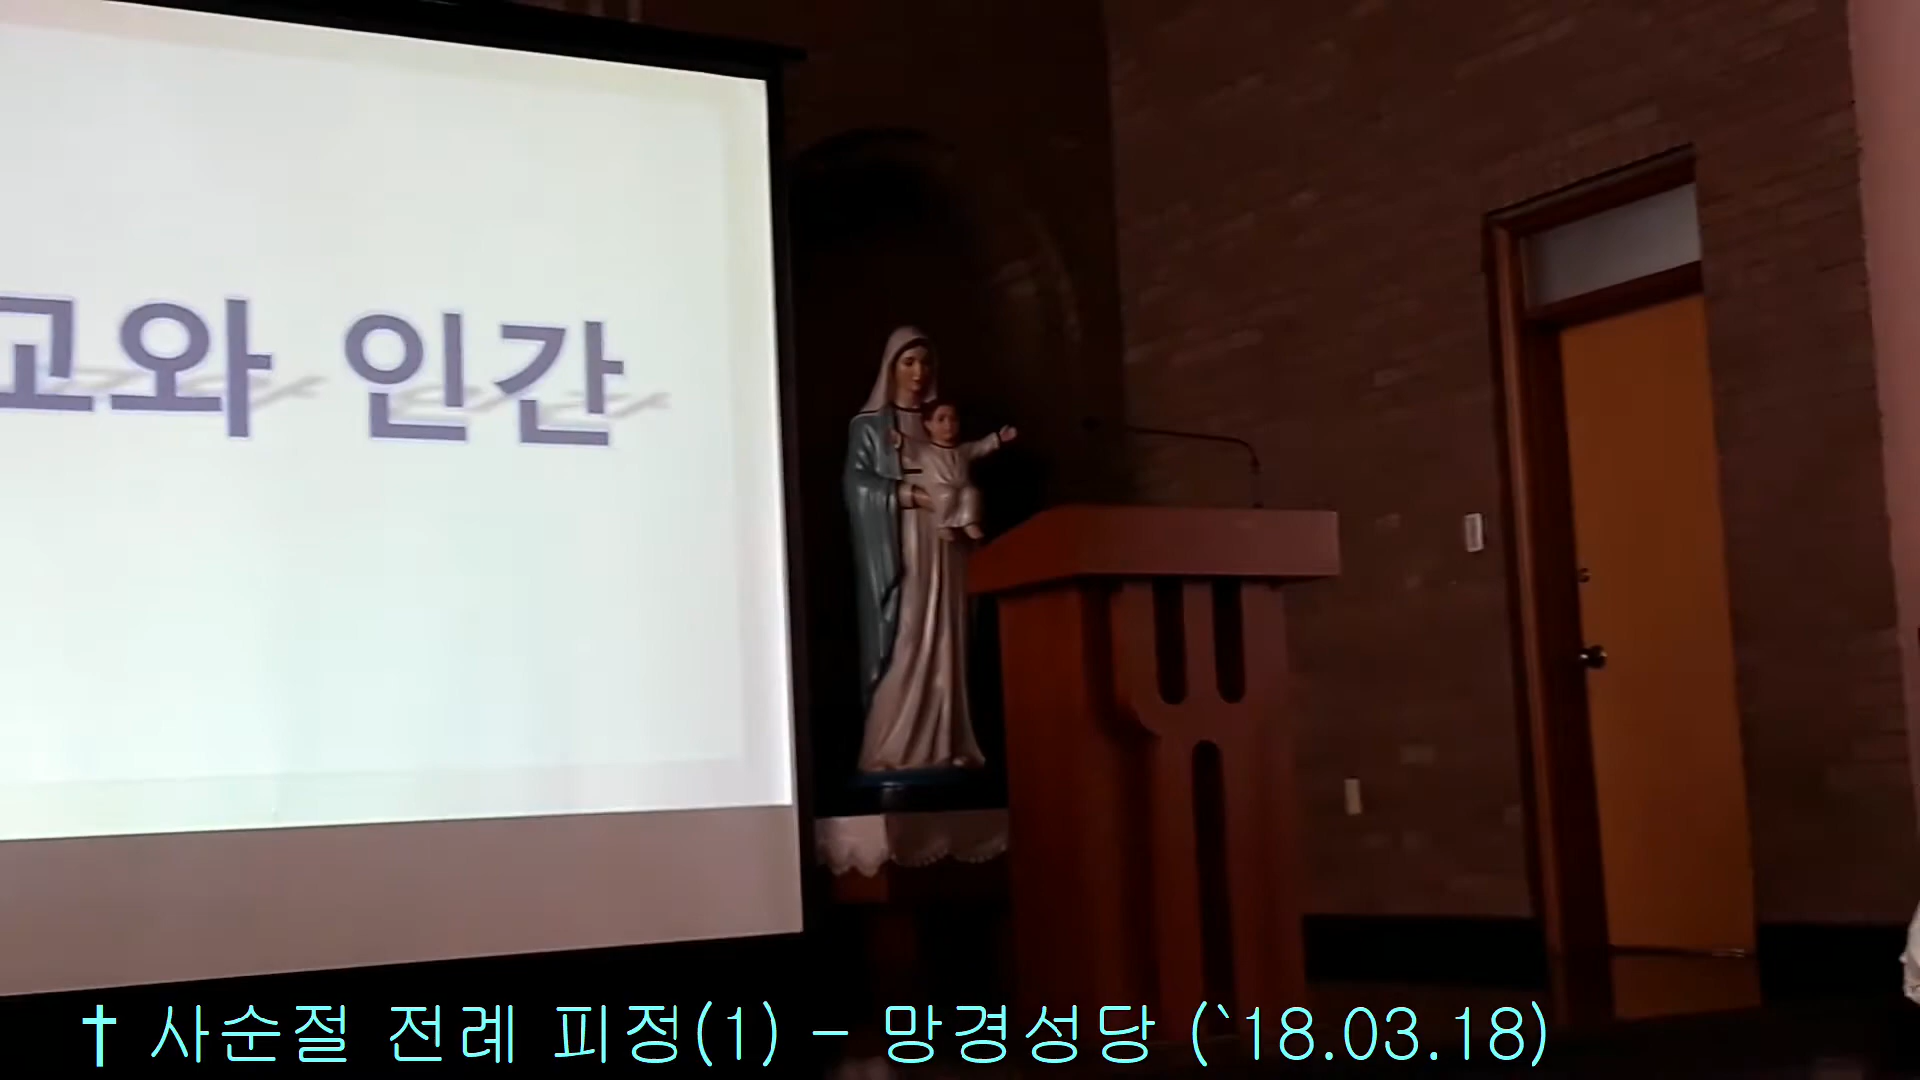 교와 인간
† 사순절 전례 피정(1) - 망경성당 (`18.03.18)